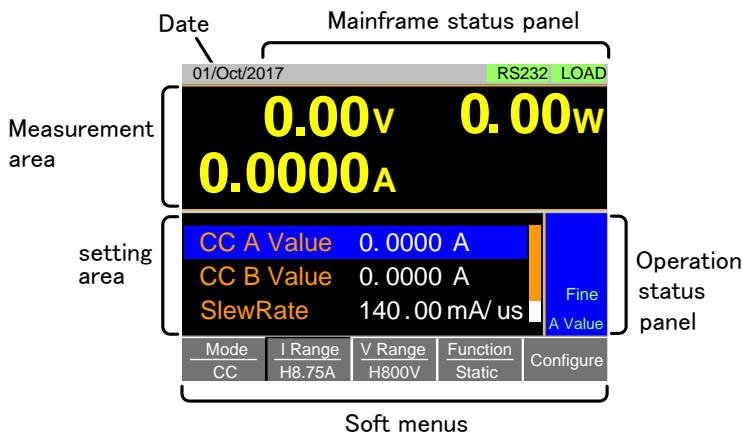 Date
Mainframe status panel
01/Oct/2017 RS232 LOAD
Measurement
area
0.00V 0.00W
0.0000A
setting
area
CC A Value 0.0000 A
CC B Value 0.0000 A
SlewRate 140.00 mA/us
Fine
A Value
Operation
status
panel
Mode I Range V Range Function Configure
CC H8.75A H800V Static
Soft menus